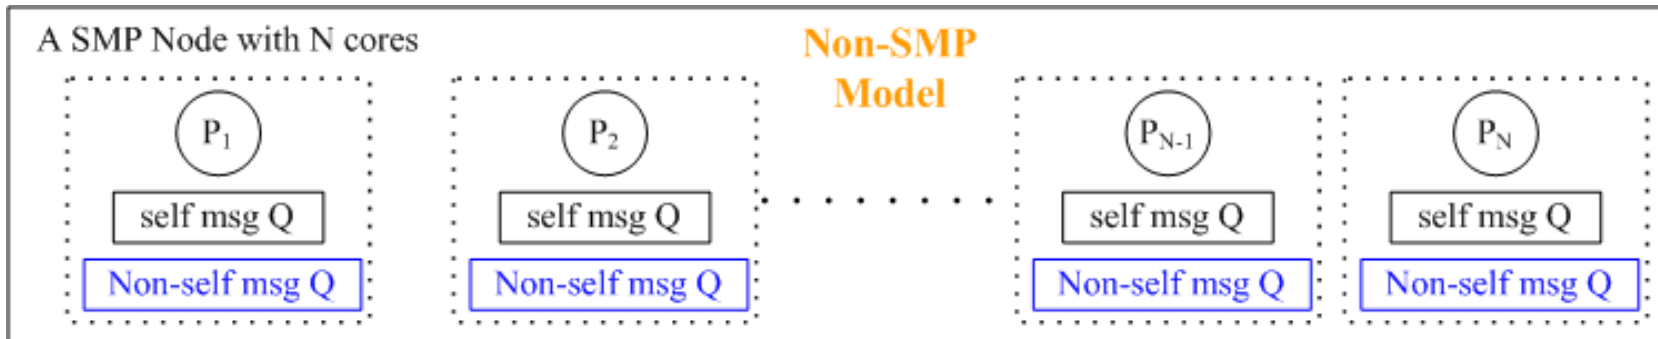 A SMP Node with N cores
Non-SMP
Model
P1
self msg Q
Non-self msg Q
P2
self msg Q
Non-self msg Q
PN-1
self msg Q
Non-self msg Q
PN
self msg Q
Non-self msg Q